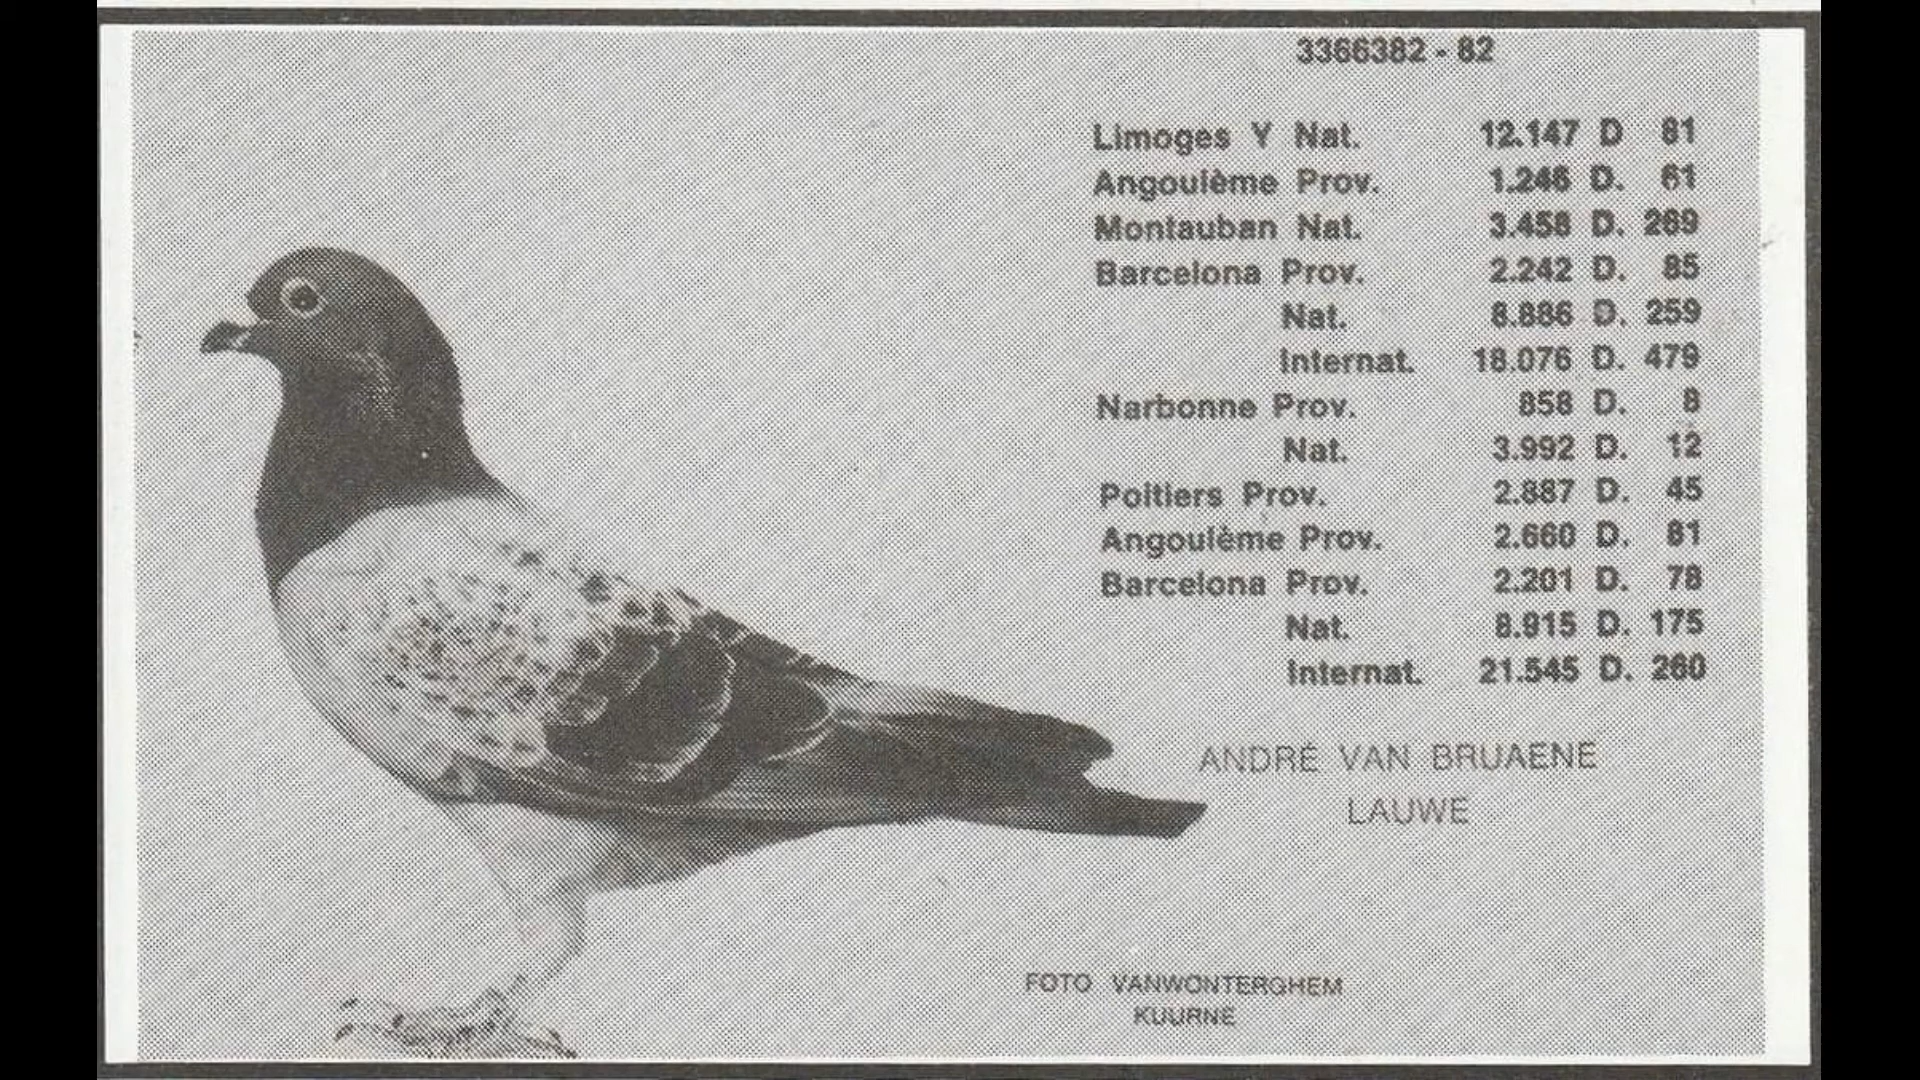 3366382 - 82
Limoges Y Nat. 12.147 D 81
Angoulème Prov. 1.246 D. 61
Montauban Nat. 3.458 D. 269
Barcelona Prov. 2.242 D. 85
Nat. 8.886 D. 259
Internat. 18.076 D. 479
Narbonne Prov. 858 D. 8
Nat. 3.992 D. 12
Poitiers Prov. 2.887 D. 45
Angoulème Prov. 2.660 D. 81
Barcelona Prov. 2.201 D. 78
Nat. 8.915 D. 175
Internat. 21.545 D. 260
ANDRÉ VAN BRUAENE
LAUWE
FOTO VANWONTERGHEM
KUURNE